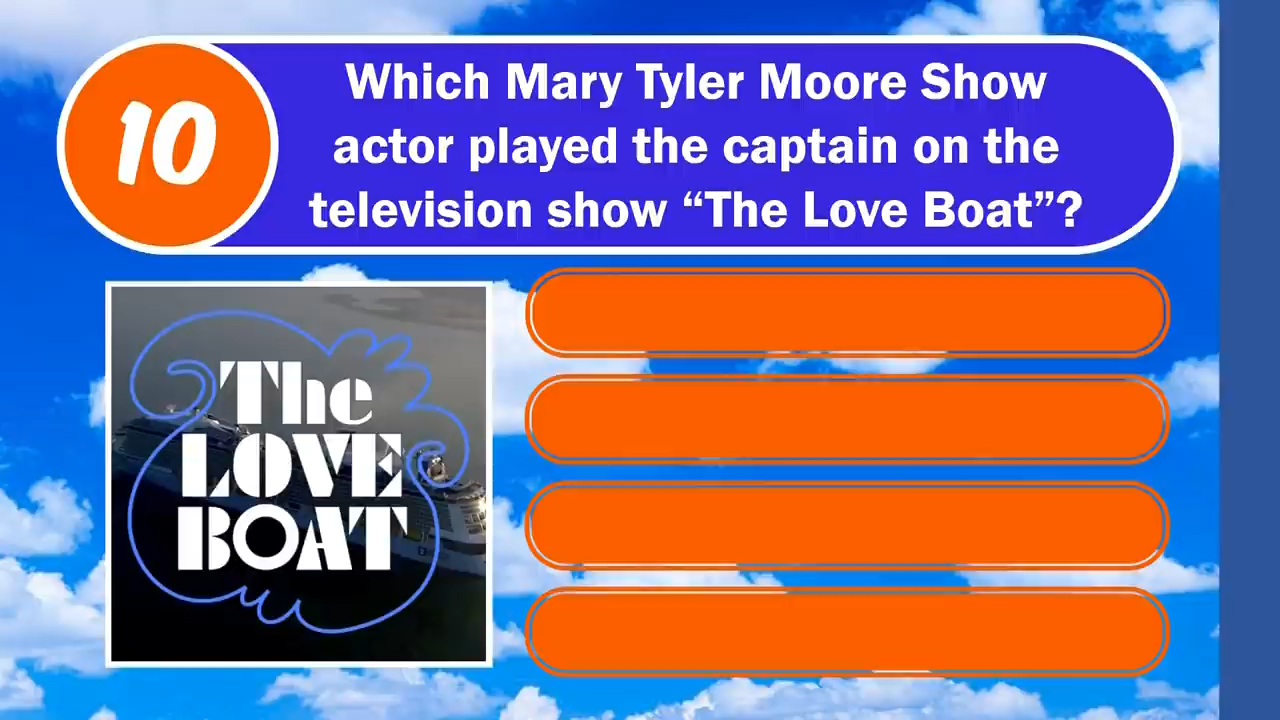 10
Which Mary Tyler Moore Show
actor played the captain on the
television show “The Love Boat”?
The
LOVE
BOAT